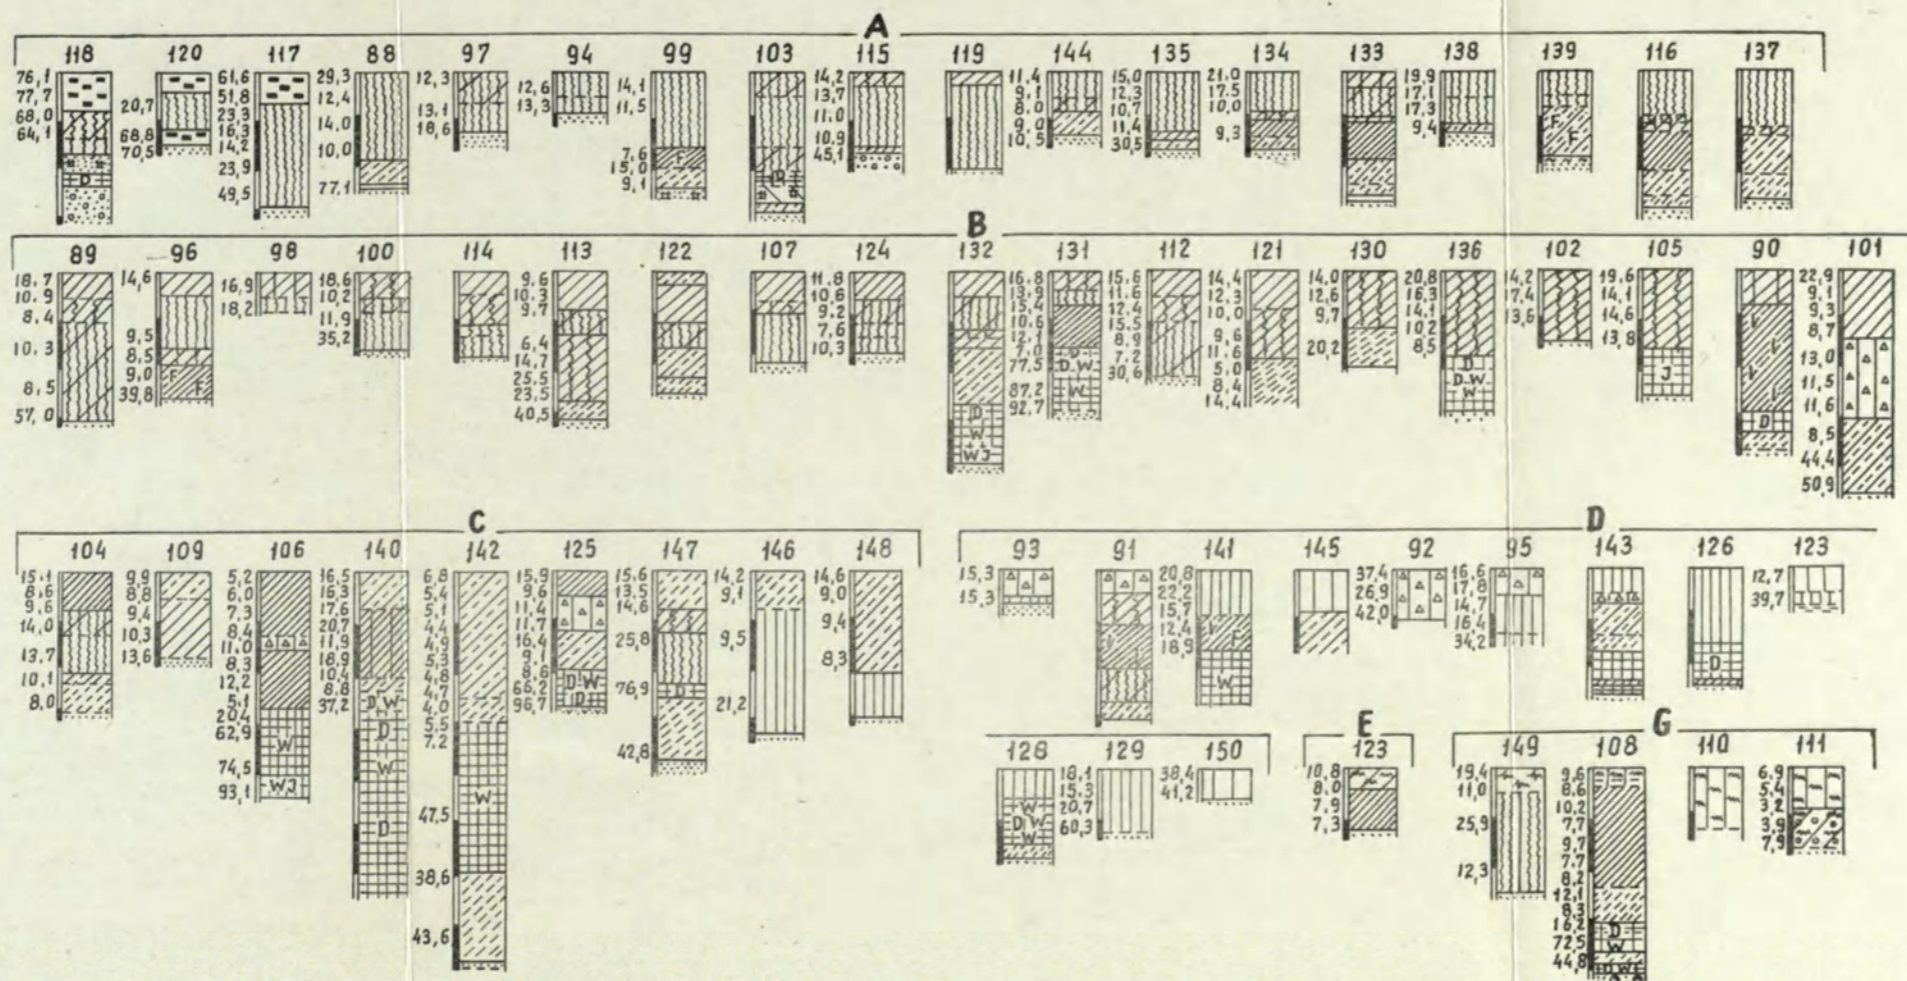 A
118 120 117 88 97 94 99 103 115 119 144 135 134 133 138 139 116 137
76,1 77,7 68,0 64,1 D
20,7 68,8 70,5
61,6 51,8 23,3 16,3 14,2 23,9 49,5
29,3 12,4 14,0 10,0 77,1
12,3 13,1 18,6
12,6 13,3
14,1 11,5 7,6 15,0 9,1 F
14,2 13,7 11,0 10,9 45,1
11,4 9,1 8,0 9,0 10,5
15,0 12,3 10,7 11,4 30,5
21,0 17,5 10,0 9,3
19,9 17,1 17,3 9,4
F F
B
89 96 98 100 114 113 122 107 124 132 131 112 121 130 136 102 105 90 101
18,7 10,9 8,4 10,3 8,5 57,0
14,6 9,5 8,5 9,0 39,8 F F
16,9 18,2
18,6 10,2 11,9 35,2
9,6 10,3 9,7 6,4 14,7 25,5 23,5 40,5
11,8 10,6 9,2 7,6 10,3
D W WJ
16,8 13,9 15,4 10,6 12,1 7,0 77,5 87,2 92,7 D D W W
15,6 11,6 12,4 15,5 8,9 7,2 30,6
14,4 12,3 10,0 9,6 11,6 5,0 8,4 14,4
14,0 12,6 9,7 20,2
20,8 16,3 14,1 10,2 8,5 D D W W
14,2 17,4 13,6
19,6 14,1 14,6 13,8 J
D
22,9 9,1 9,3 8,7 13,0 11,5 11,6 8,5 44,4 50,9
C
104 109 106 140 142 125 147 146 148
15,1 8,6 9,6 14,0 13,7 10,1 8,0
9,9 8,8 9,4 10,3 13,6
5,2 6,0 7,3 8,4 11,0 8,3 12,2 5,1 20,4 62,9 74,5 93,1 W WJ
16,5 16,3 17,6 20,7 11,9 18,9 10,4 8,8 37,2 D W D W D
6,8 5,4 5,1 4,4 4,9 5,3 4,8 4,7 4,0 5,5 7,2 47,5 38,6 43,6 W
15,9 9,6 11,4 11,7 16,4 9,1 8,6 66,2 96,7 D W D
15,6 13,5 14,6 25,8 76,9 42,8 D
14,2 9,1 9,5 21,2
14,6 9,0 9,4 8,3
D
93 91 141 145 92 95 143 126 123
15,3 15,3
20,8 22,2 15,7 12,4 18,9 F W
37,4 26,9 42,0
16,6 17,8 14,7 16,4 34,2
D
12,7 39,7
128 129 150
W D W W
18,1 15,3 20,7 60,3
38,4 41,2
E
123
10,8 8,0 7,9 7,3
G
149 108 110 111
19,4 11,0 25,9 12,3
9,6 8,6 10,2 7,7 9,7 7,7 8,2 12,1 8,3 16,2 72,5 44,8 D W D W
6,9 5,4 3,2 3,9 7,9